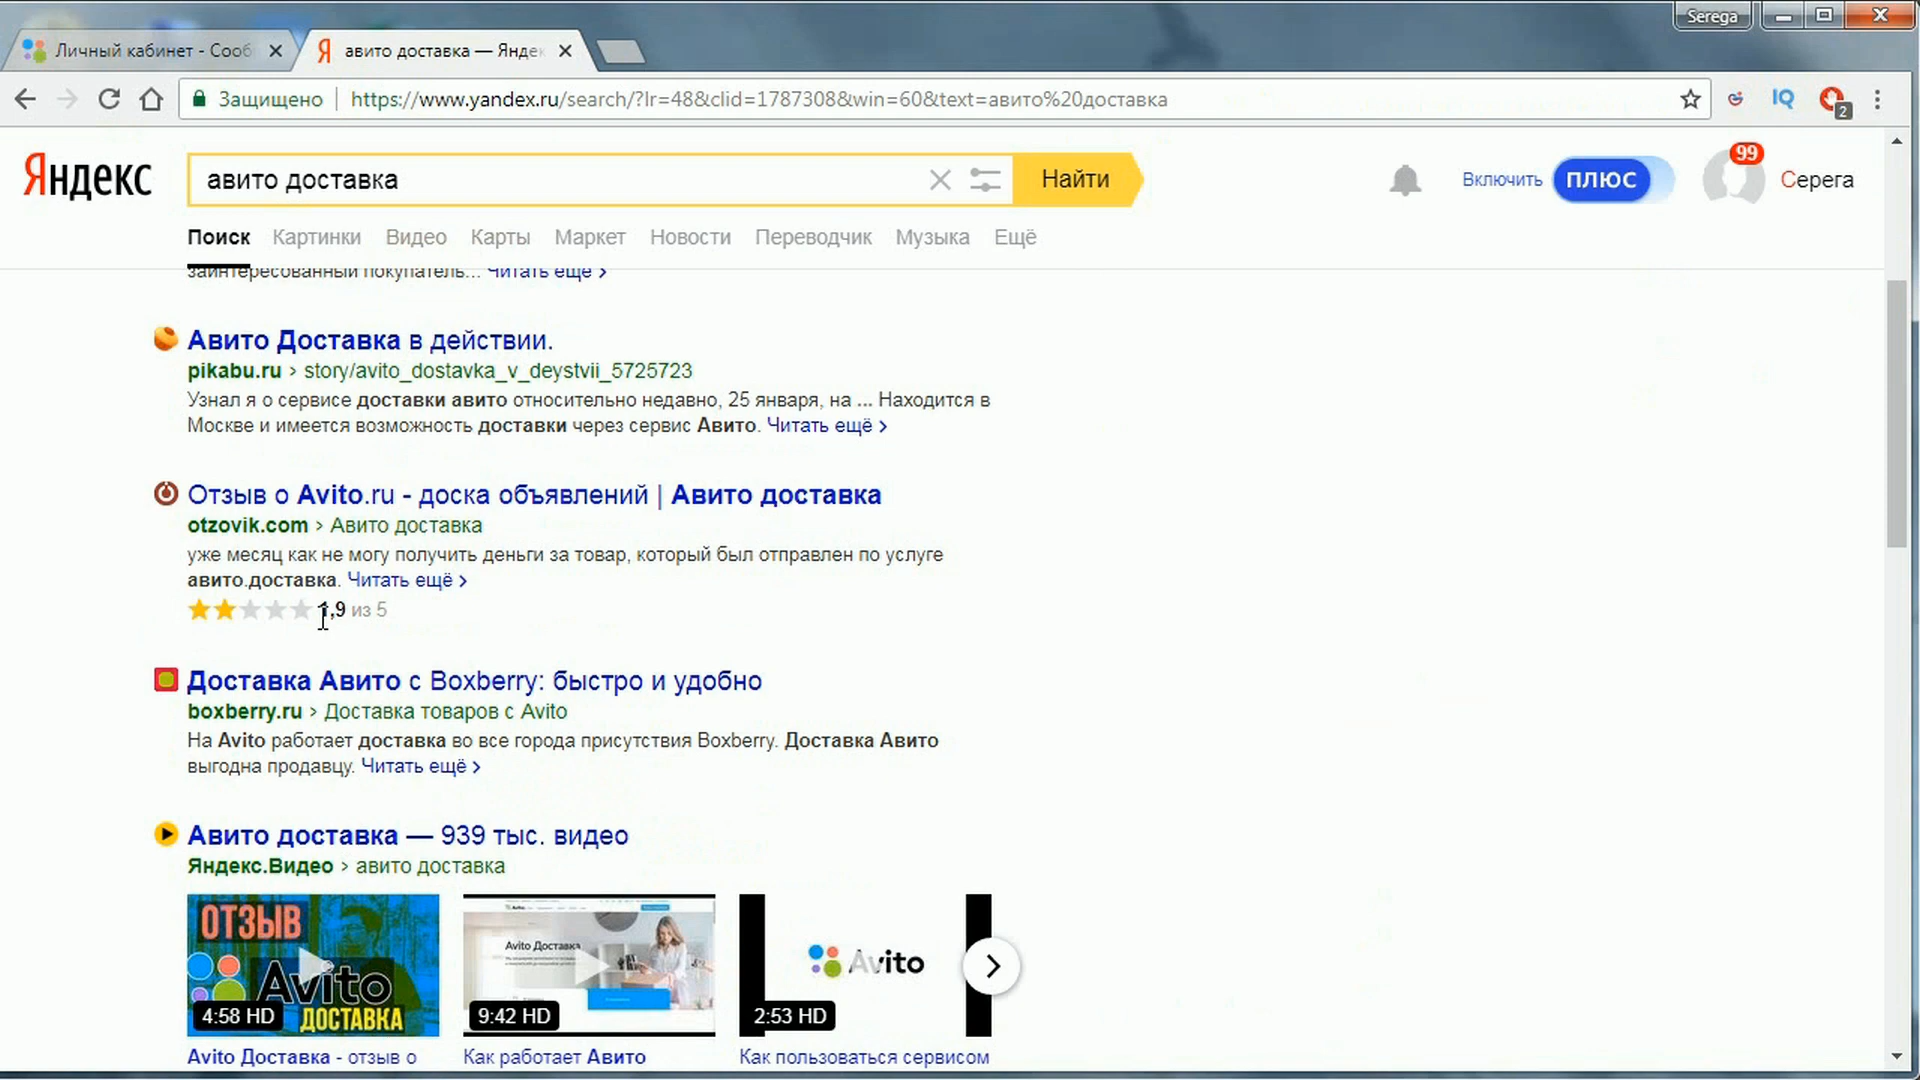 Serega
Личный кабинет - Сооб
авито доставка — Яндек
Защищено
https://www.yandex.ru/search/?lr=48&clid=1787308&win=60&text=авито%20доставка
IQ
2
Яндекс
авито доставка
Найти
Включить
ПЛЮС
99
Серега
Поиск Картинки Видео Карты Маркет Новости Переводчик Музыка Ещё
заинтересованный покупатель... Читать ещё >
Авито Доставка в действии.
pikabu.ru > story/avito_dostavka_v_deystvii_5725723
Узнал я о сервисе доставки авито относительно недавно, 25 января, на ... Находится в
Москве и имеется возможность доставки через сервис Авито. Читать ещё >
Отзыв о Avito.ru - доска объявлений | Авито доставка
otzovik.com > Авито доставка
уже месяц как не могу получить деньги за товар, который был отправлен по услуге
авито.доставка. Читать ещё >
1,9 из 5
Доставка Авито с Boxberry: быстро и удобно
boxberry.ru > Доставка товаров с Avito
На Avito работает доставка во все города присутствия Boxberry. Доставка Авито
выгодна продавцу. Читать ещё >
Авито доставка — 939 тыс. видео
Яндекс.Видео > авито доставка
ОТЗЫВ
Avito
ДОСТАВКА
4:58 HD
Avito Доставка
9:42 HD
Avito
2:53 HD
Avito Доставка - отзыв о
Как работает Авито
Как пользоваться сервисом